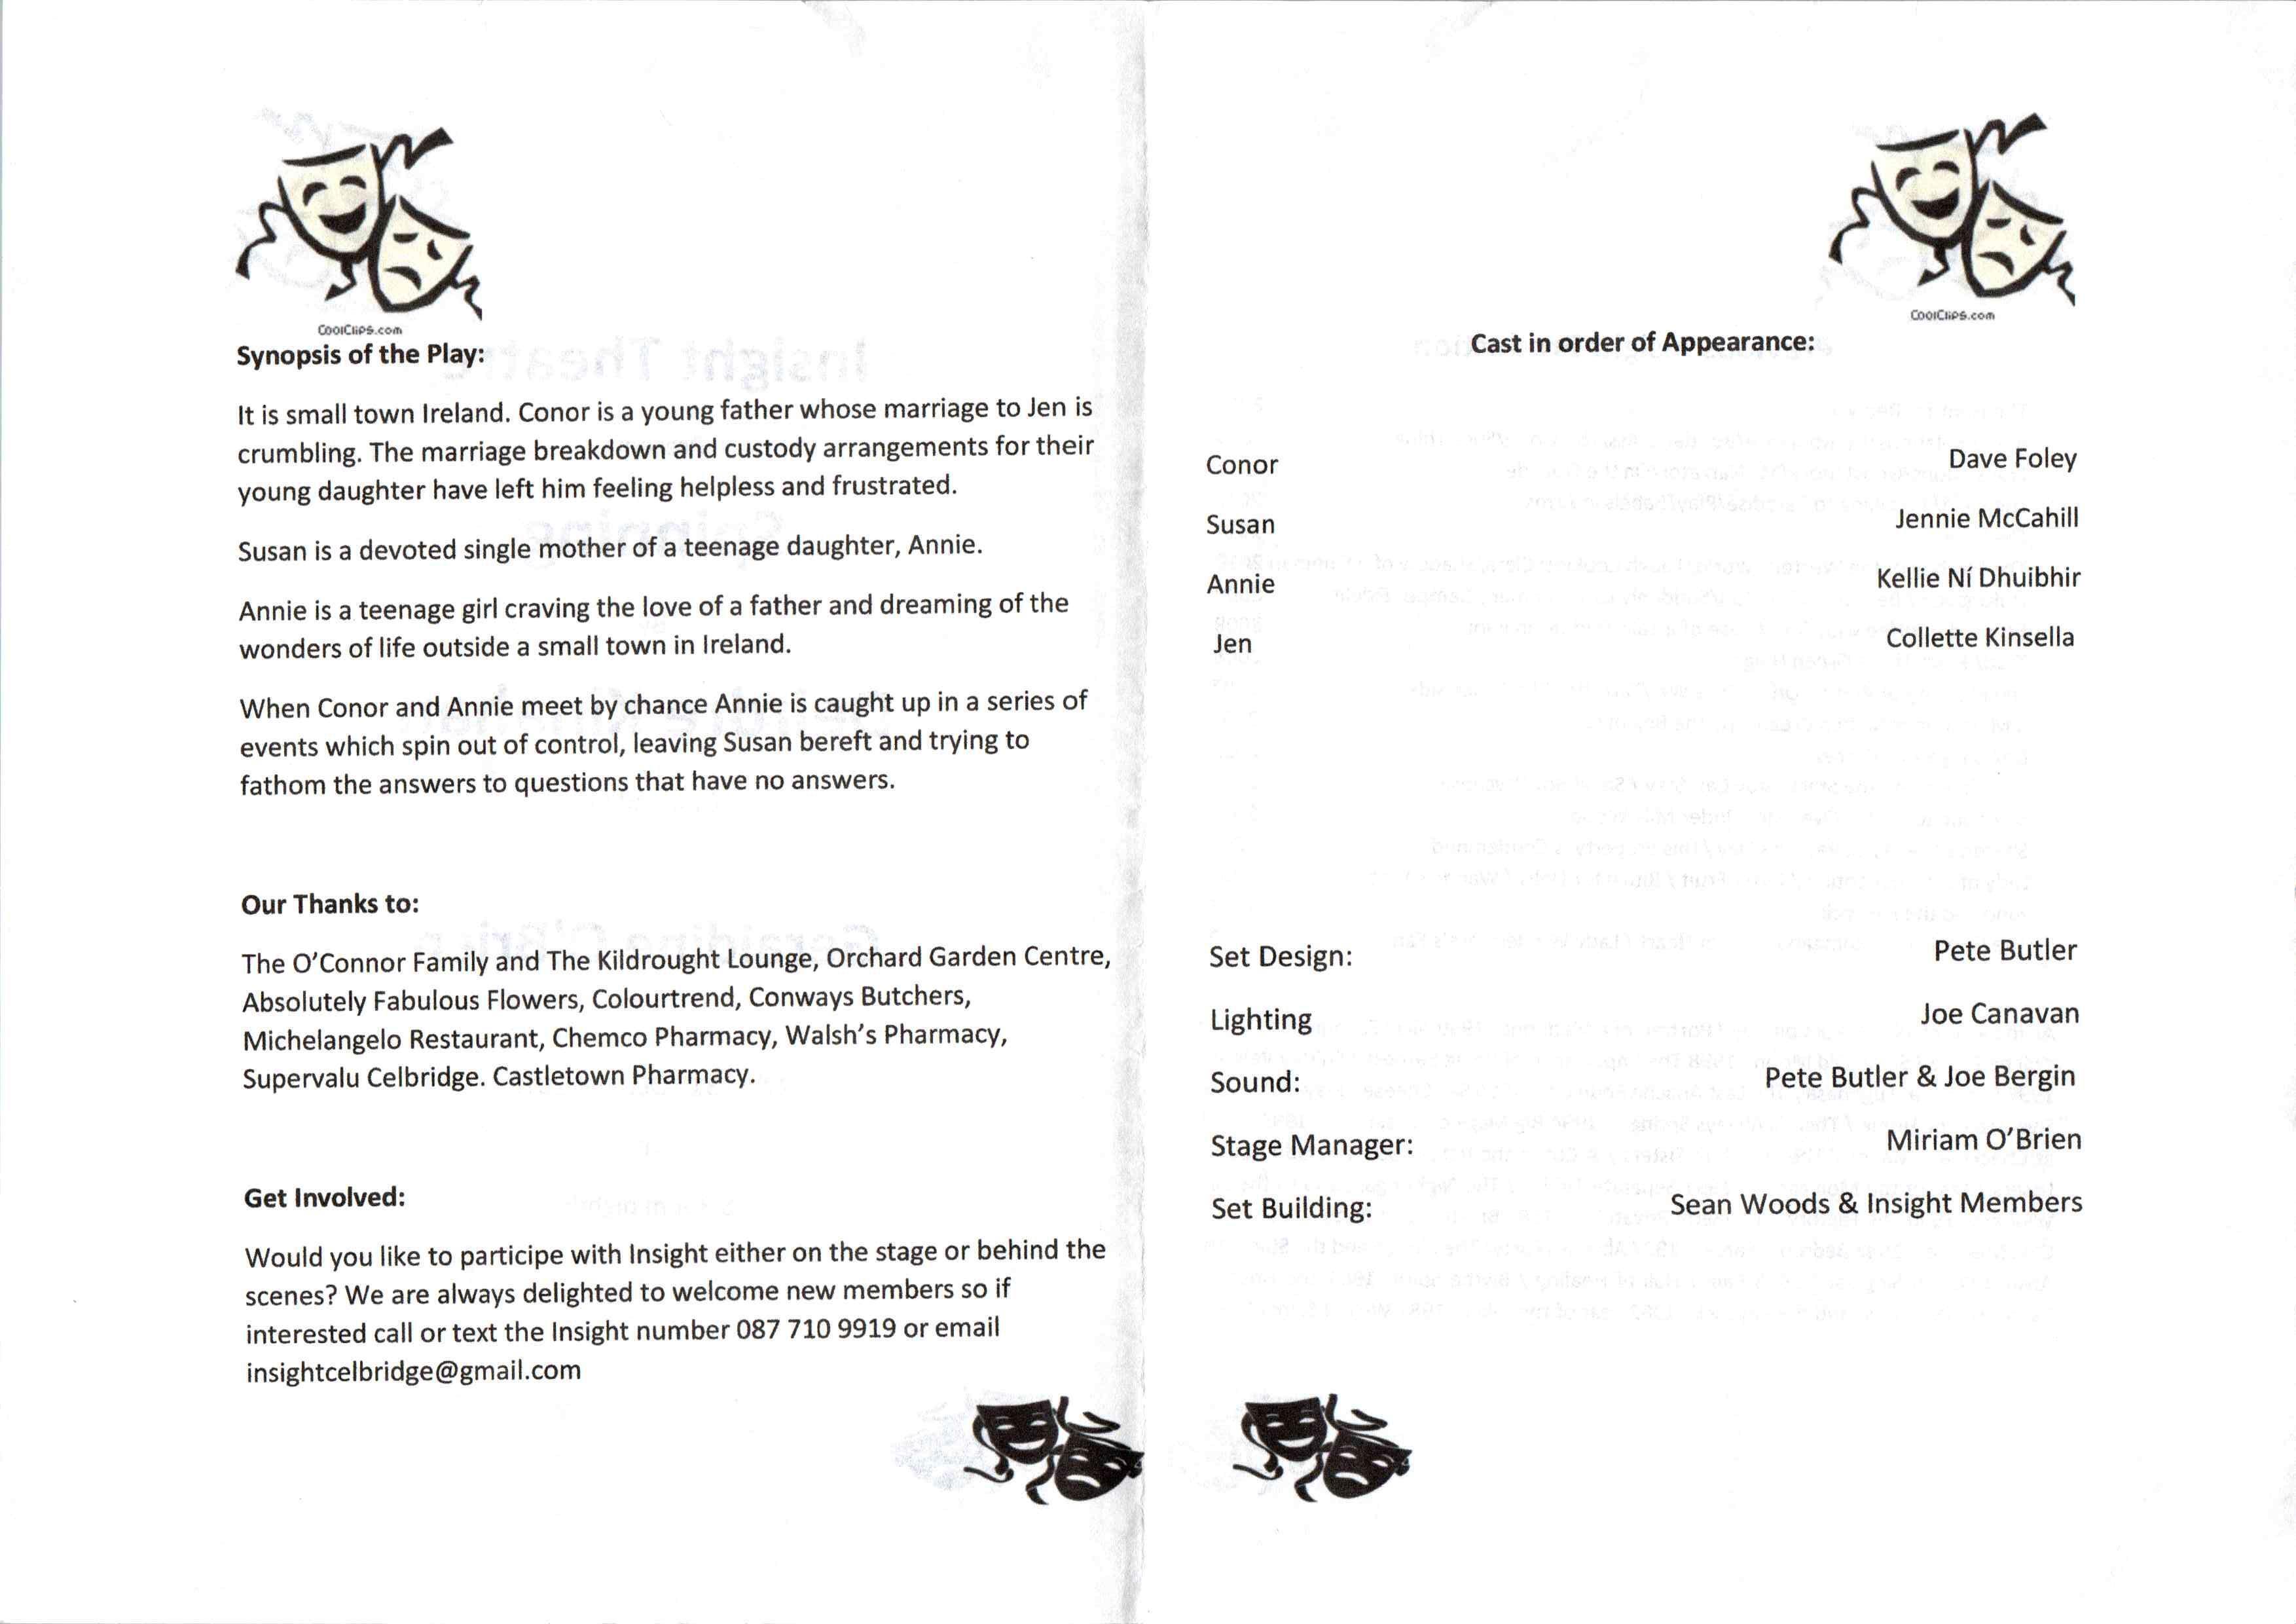 CoolClips.com
Synopsis of the Play:
It is small town Ireland. Conor is a young father whose marriage to Jen is
crumbling. The marriage breakdown and custody arrangements for their
young daughter have left him feeling helpless and frustrated.
Susan is a devoted single mother of a teenage daughter, Annie.
Annie is a teenage girl craving the love of a father and dreaming of the
wonders of life outside a small town in Ireland.
When Conor and Annie meet by chance Annie is caught up in a series of
events which spin out of control, leaving Susan bereft and trying to
fathom the answers to questions that have no answers.
Our Thanks to:
The O'Connor Family and The Kildrought Lounge, Orchard Garden Centre,
Absolutely Fabulous Flowers, Colourtrend, Conways Butchers,
Michelangelo Restaurant, Chemco Pharmacy, Walsh's Pharmacy,
Supervalu Celbridge. Castletown Pharmacy.
Get Involved:
Would you like to participe with Insight either on the stage or behind the
scenes? We are always delighted to welcome new members so if
interested call or text the Insight number 087 710 9919 or email
insightcelbridge@gmail.com
CoolClips.com
Cast in order of Appearance:
Conor Dave Foley
Susan Jennie McCahill
Annie Kellie Ní Dhuibhir
Jen Collette Kinsella
Set Design: Pete Butler
Lighting Joe Canavan
Sound: Pete Butler & Joe Bergin
Stage Manager: Miriam O'Brien
Set Building: Sean Woods & Insight Members